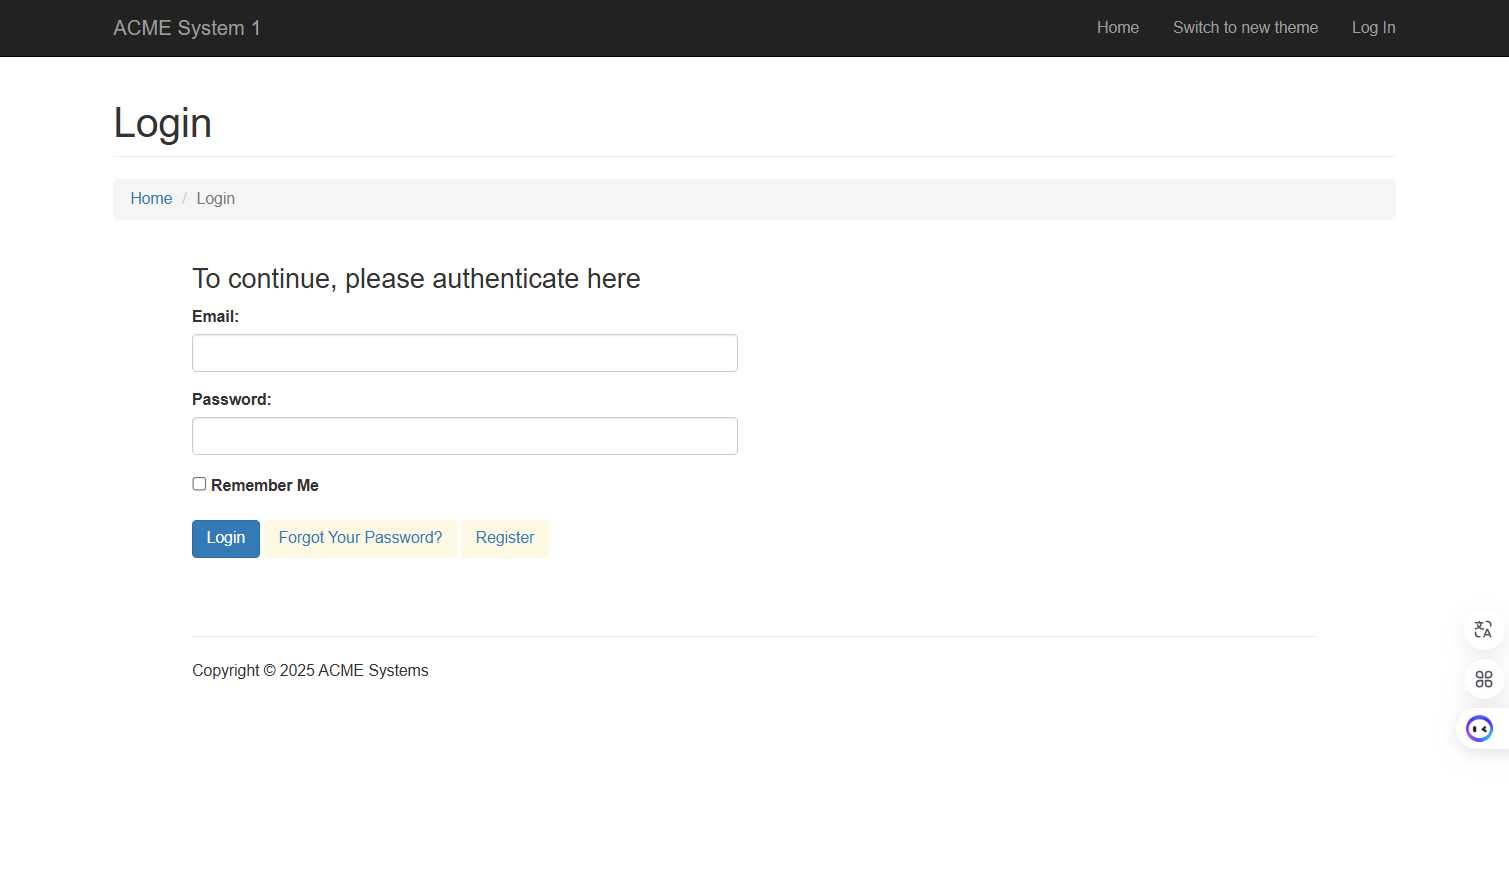 ACME System 1 Home Switch to new theme Log In
Login
Home / Login
To continue, please authenticate here
Email:
Password:
Remember Me
Login Forgot Your Password? Register
Copyright © 2025 ACME Systems